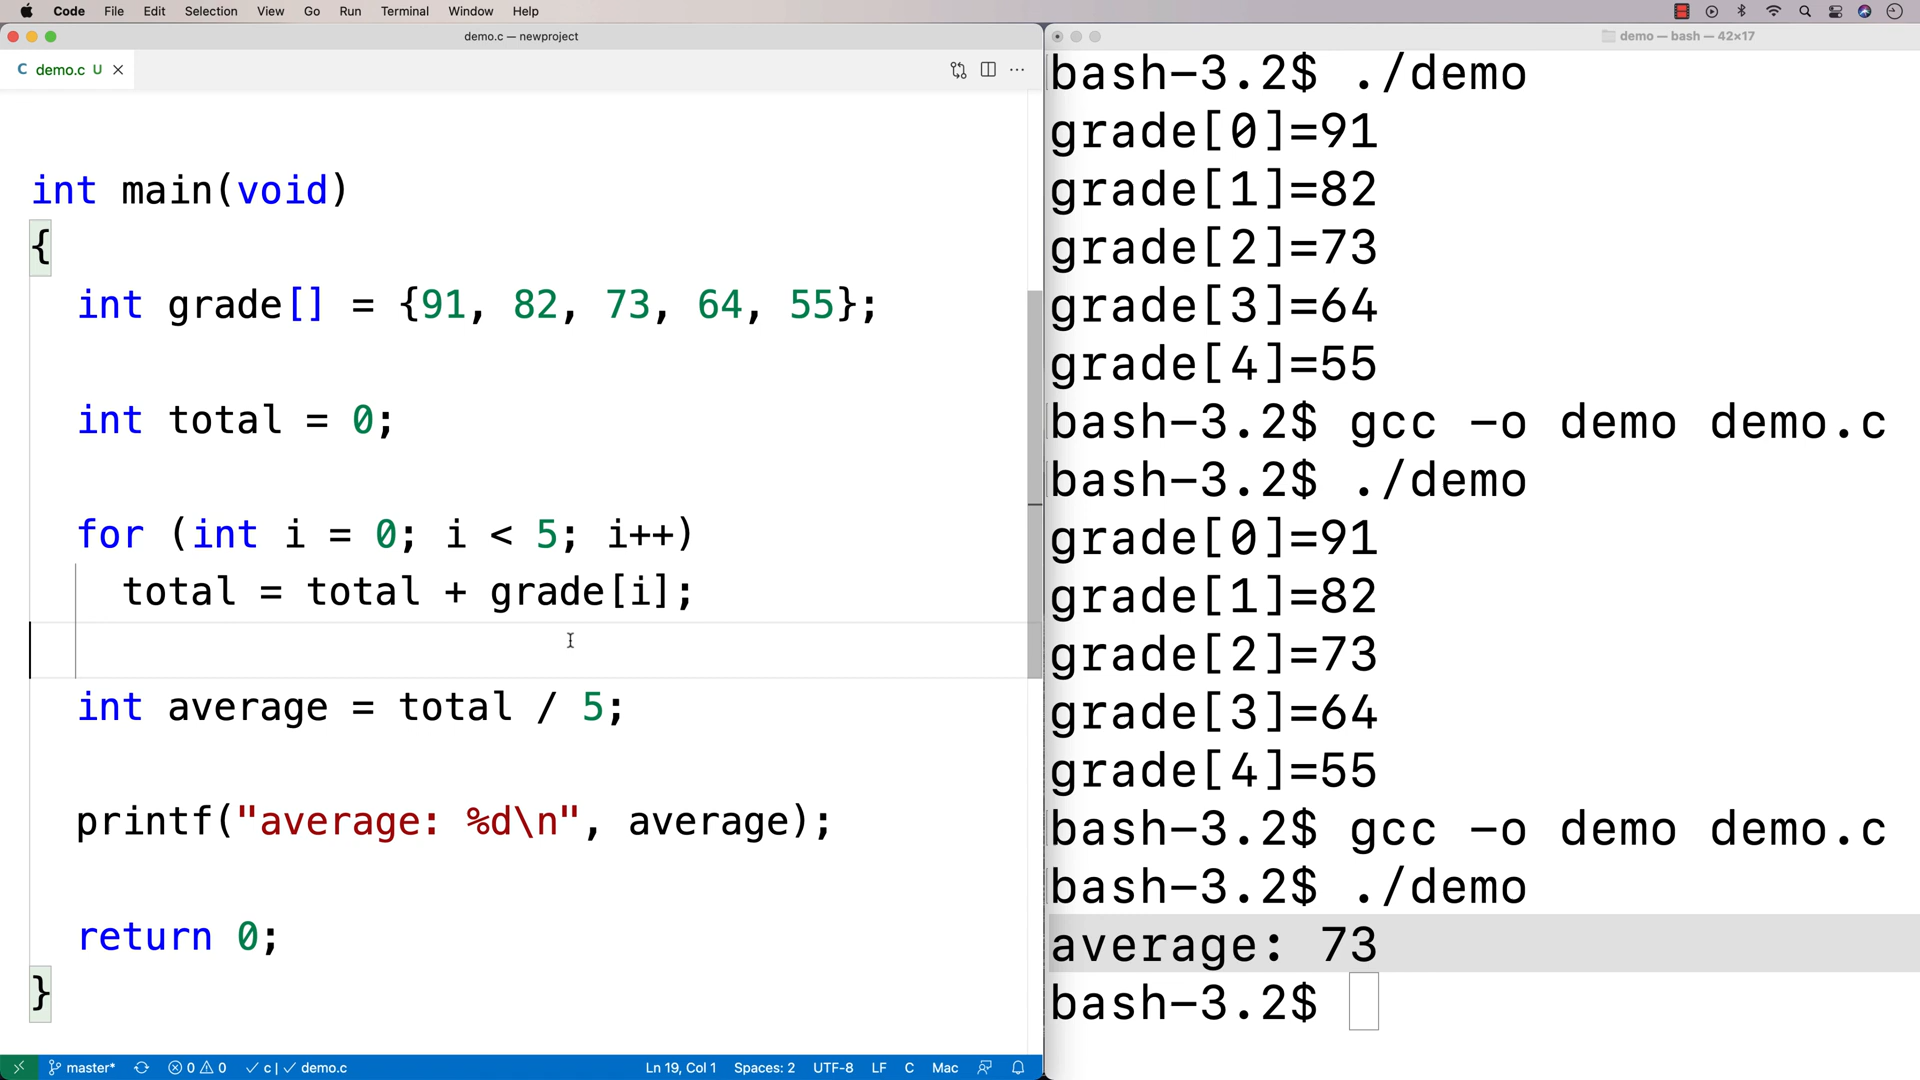 Code File Edit Selection View Go Run Terminal Window Help
demo.c — newproject
C demo.c U
int main(void)
{
int grade[] = {91, 82, 73, 64, 55};
int total = 0;
for (int i = 0; i < 5; i++)
total = total + grade[i];
int average = total / 5;
printf("average: %d\n", average);
return 0;
}
master* 0 0 c | demo.c Ln 19, Col 1 Spaces: 2 UTF-8 LF C Mac
demo — bash — 42×17
bash-3.2$ ./demo
grade[0]=91
grade[1]=82
grade[2]=73
grade[3]=64
grade[4]=55
bash-3.2$ gcc -o demo demo.c
bash-3.2$ ./demo
grade[0]=91
grade[1]=82
grade[2]=73
grade[3]=64
grade[4]=55
bash-3.2$ gcc -o demo demo.c
bash-3.2$ ./demo
average: 73
bash-3.2$